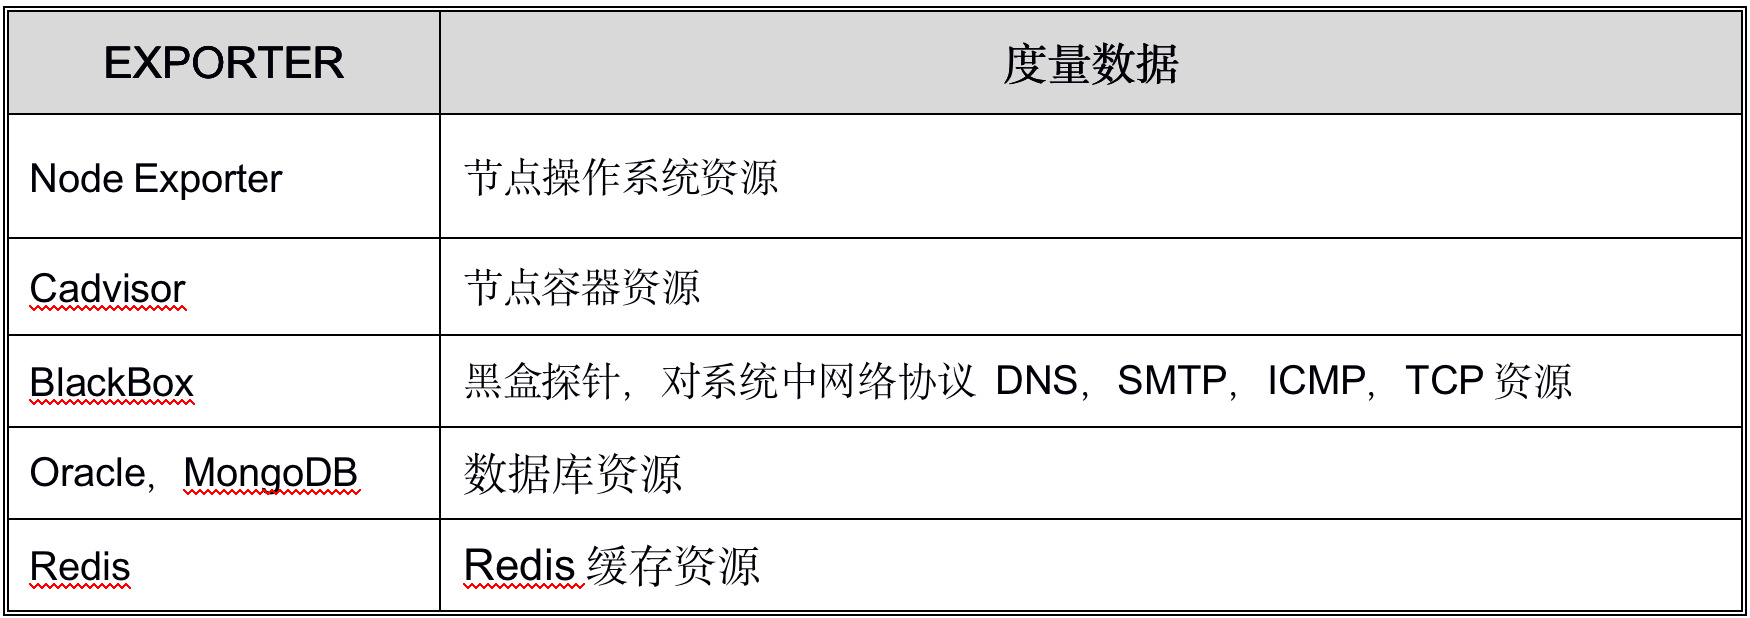 EXPORTER 度量数据
Node Exporter 节点操作系统资源
Cadvisor 节点容器资源
BlackBox 黑盒探针，对系统中网络协议 DNS，SMTP，ICMP，TCP 资源
Oracle，MongoDB 数据库资源
Redis Redis 缓存资源